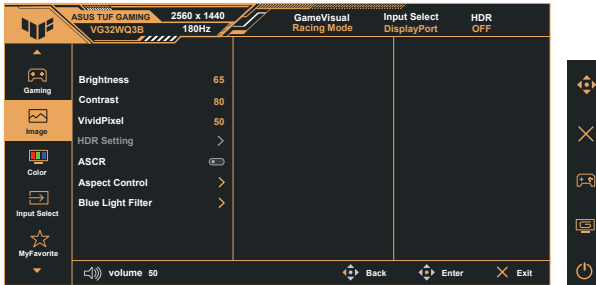 ASUS TUF GAMING 2560 x 1440 GameVisual Input Select HDR
VG32WQ3B 180Hz Racing Mode DisplayPort OFF
Gaming
Image
Color
Input Select
MyFavorite
Brightness 65
Contrast 80
VividPixel 50
HDR Setting
ASCR
Aspect Control
Blue Light Filter
volume 50 Back Enter Exit